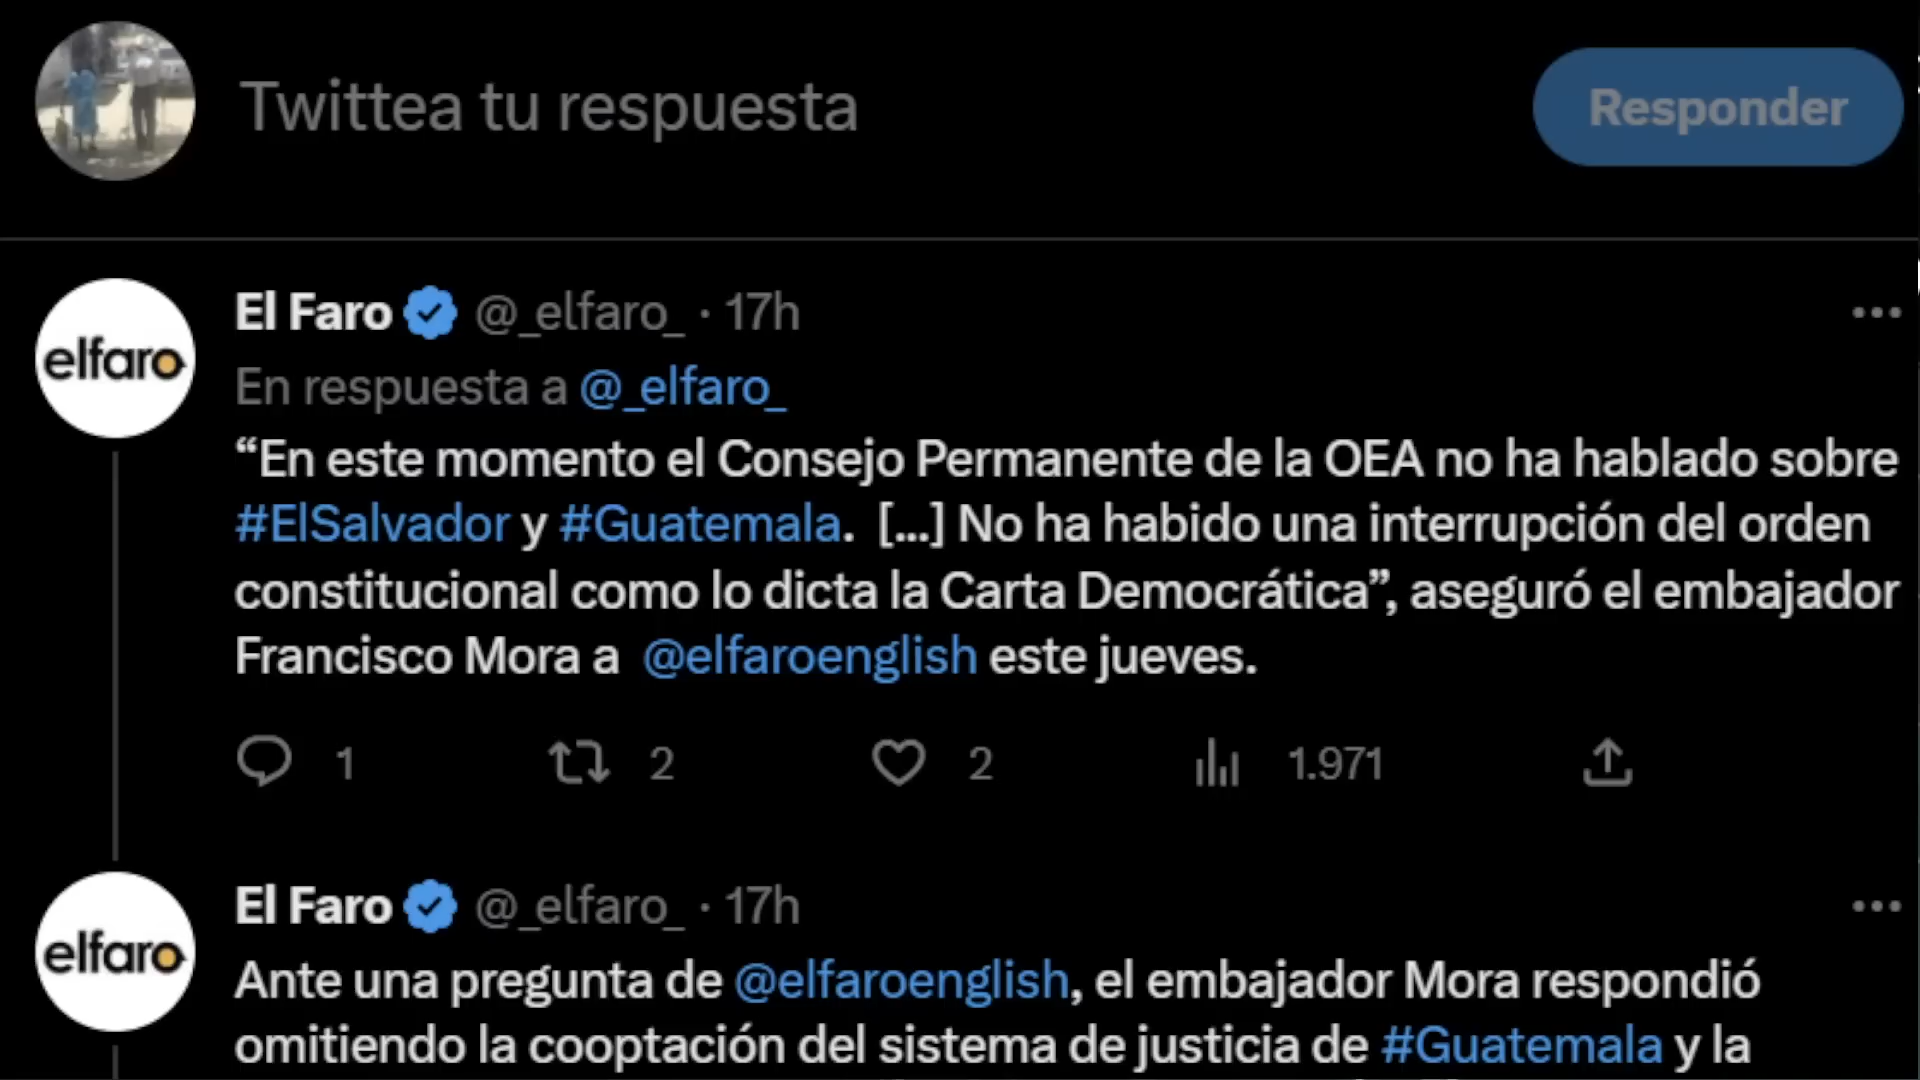 Twittea tu respuesta
Responder
elfaro
El Faro @_elfaro_ · 17h
En respuesta a @_elfaro_
“En este momento el Consejo Permanente de la OEA no ha hablado sobre
#ElSalvador y #Guatemala. [...] No ha habido una interrupción del orden
constitucional como lo dicta la Carta Democrática”, aseguró el embajador
Francisco Mora a @elfaroenglish este jueves.
1 2 2 1.971
elfaro
El Faro @_elfaro_ · 17h
Ante una pregunta de @elfaroenglish, el embajador Mora respondió
omitiendo la cooptación del sistema de justicia de #Guatemala y la